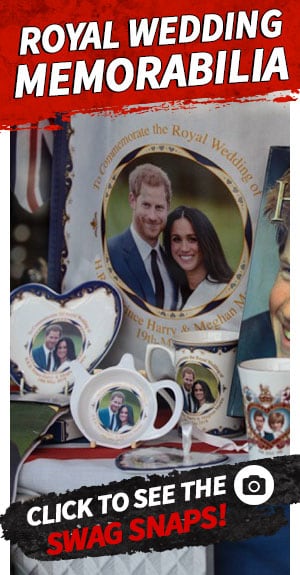 ROYAL WEDDING
MEMORABILIA
To Commemorate the Royal Wedding of
Prince Harry & Meghan M
19th M
CLICK TO SEE THE
SWAG SNAPS!